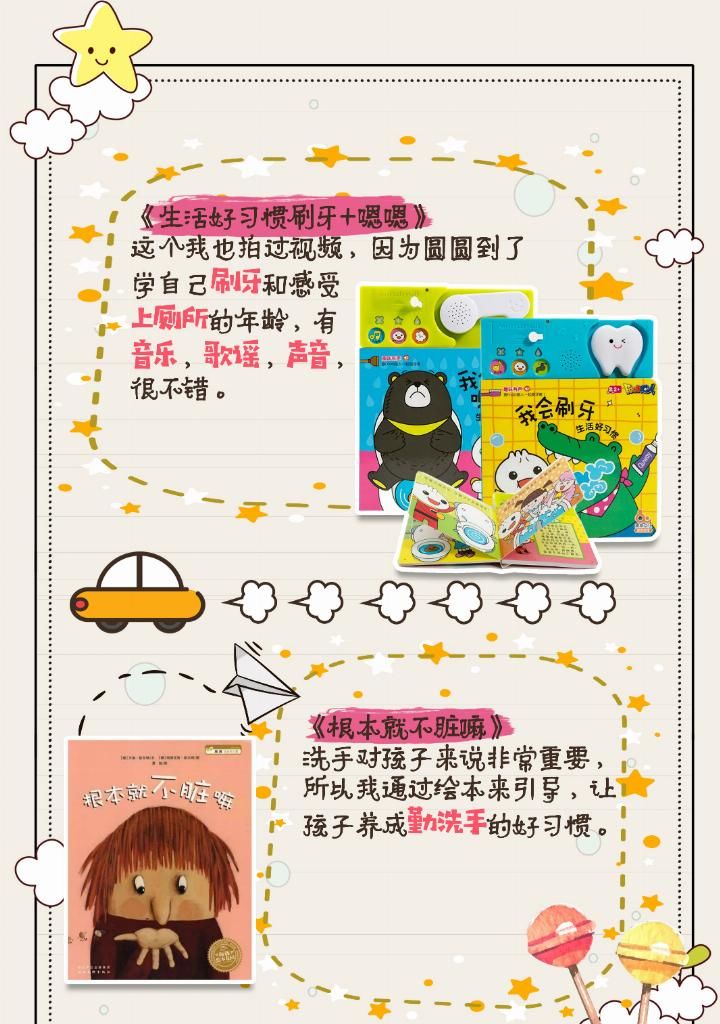 《生活好习惯刷牙+嗯嗯》
这个我也拍过视频，因为圆圆到了
学自己刷牙和感受
上厕所的年龄，有
音乐，歌谣，声音，
很不错。
我会刷牙
生活好习惯
《根本就不脏嘛》
洗手对孩子来说非常重要，
所以我通过绘本来引导，让
孩子养成勤洗手的好习惯。
根本就不脏嘛